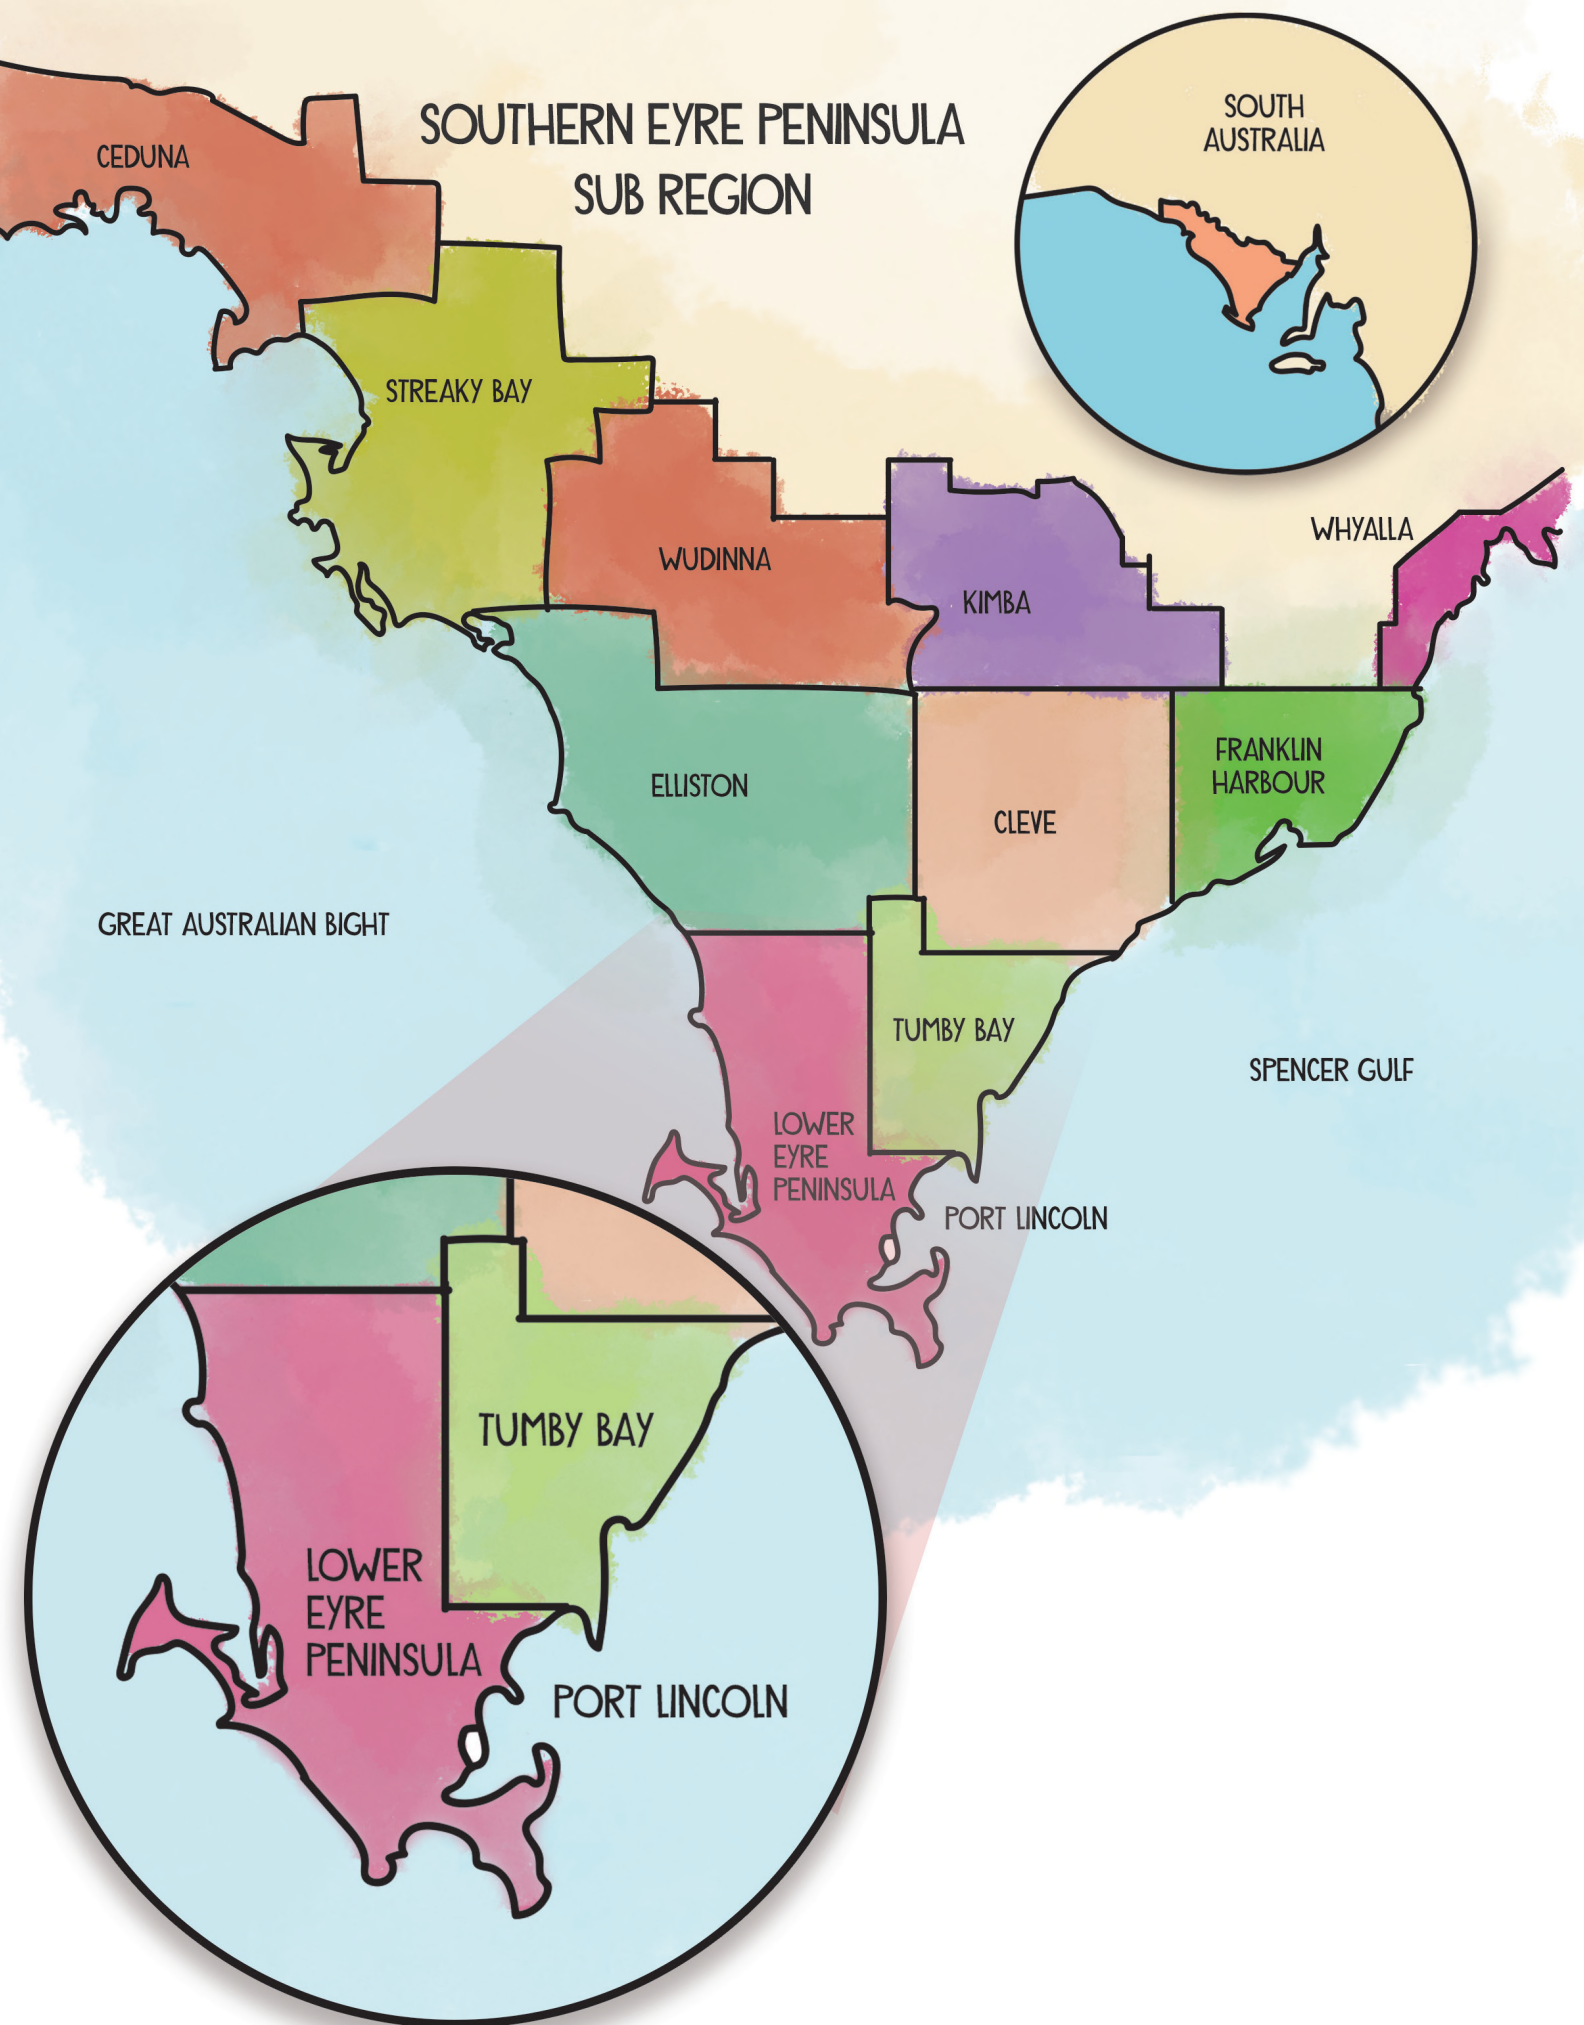 SOUTHERN EYRE PENINSULA
SUB REGION
SOUTH
AUSTRALIA
CEDUNA
STREAKY BAY
WUDINNA
KIMBA
WHYALLA
ELLISTON
CLEVE
FRANKLIN
HARBOUR
GREAT AUSTRALIAN BIGHT
TUMBY BAY
SPENCER GULF
LOWER
EYRE
PENINSULA
PORT LINCOLN
TUMBY BAY
LOWER
EYRE
PENINSULA
PORT LINCOLN